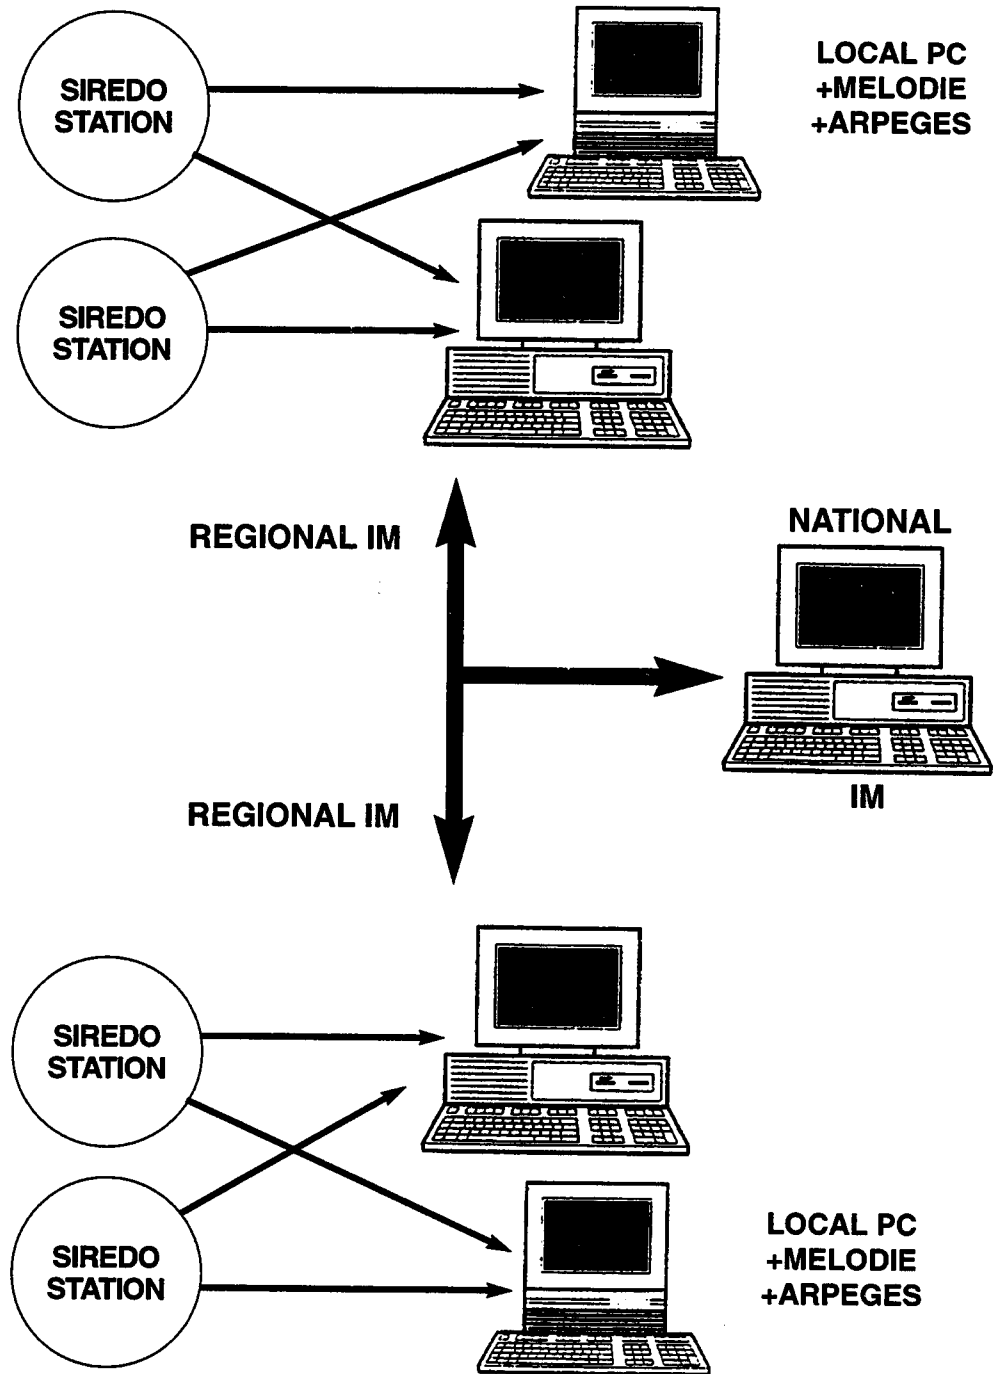 SIREDO
STATION
LOCAL PC
+MELODIE
+ARPEGES
SIREDO
STATION
REGIONAL IM
NATIONAL
IM
REGIONAL IM
SIREDO
STATION
SIREDO
STATION
LOCAL PC
+MELODIE
+ARPEGES